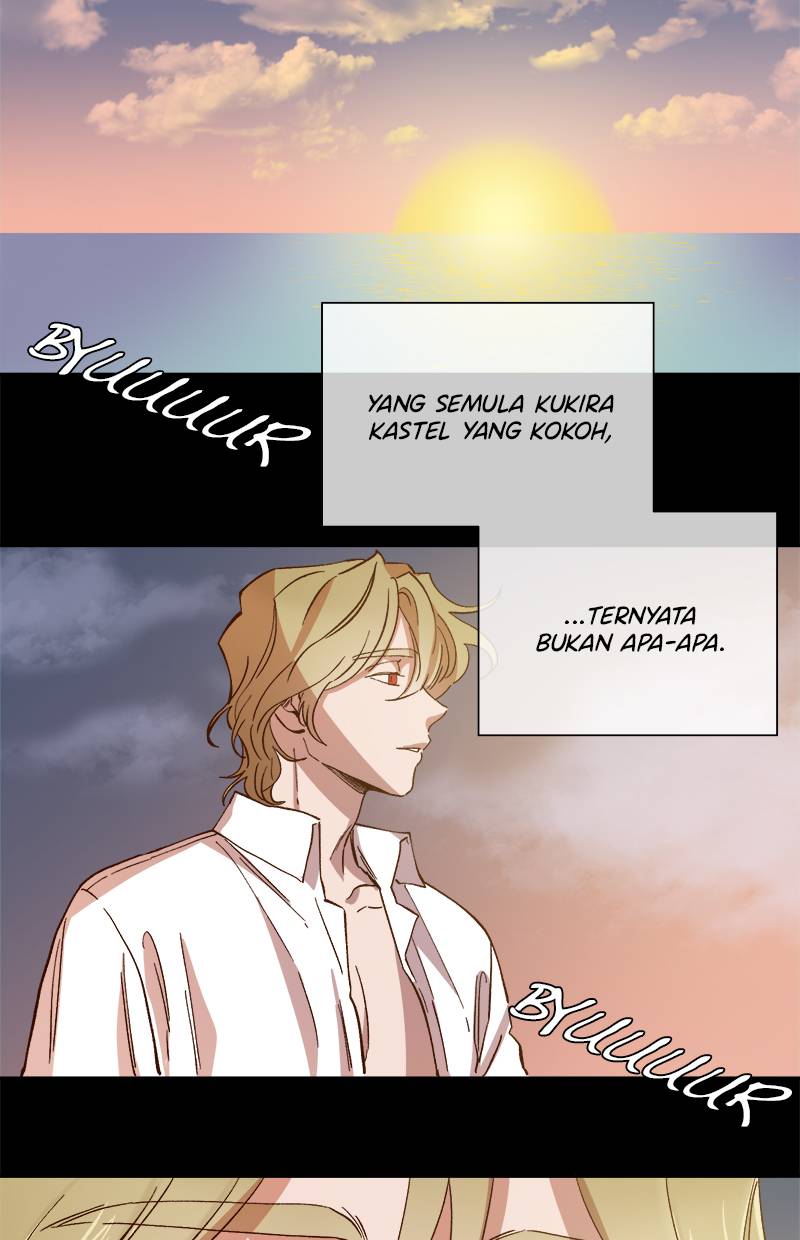 BYUUUUUR
YANG SEMULA KUKIRA
KASTEL YANG KOKOH,
...TERNYATA
BUKAN APA-APA.
BYUUUUUR